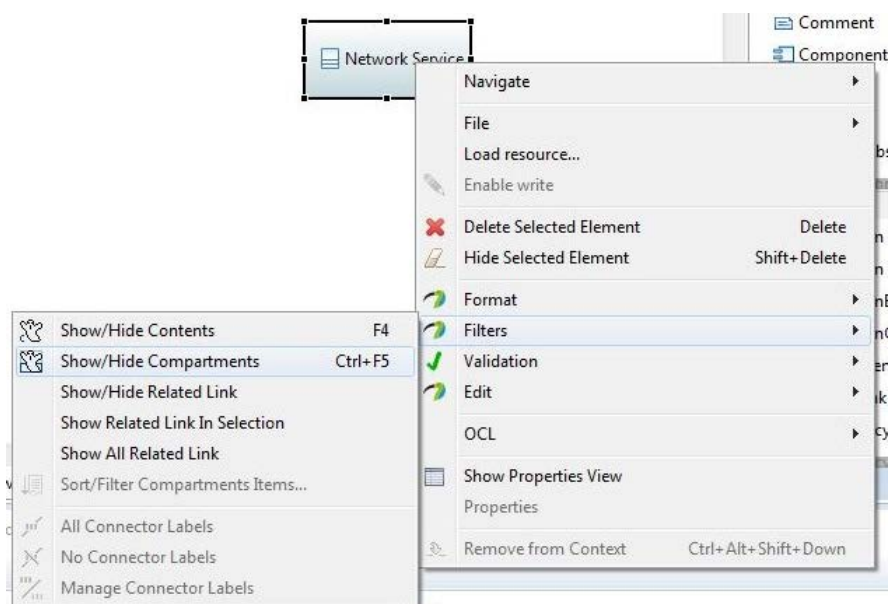 Comment
Network Service
Component
Navigate
File
Load resource...
Enable write
Delete Selected Element Delete
Hide Selected Element Shift+Delete
Format
Filters
Validation
Edit
OCL
Show Properties View
Properties
Remove from Context Ctrl+Alt+Shift+Down
Show/Hide Contents F4
Show/Hide Compartments Ctrl+F5
Show/Hide Related Link
Show Related Link In Selection
Show All Related Link
Sort/Filter Compartments Items...
All Connector Labels
No Connector Labels
Manage Connector Labels